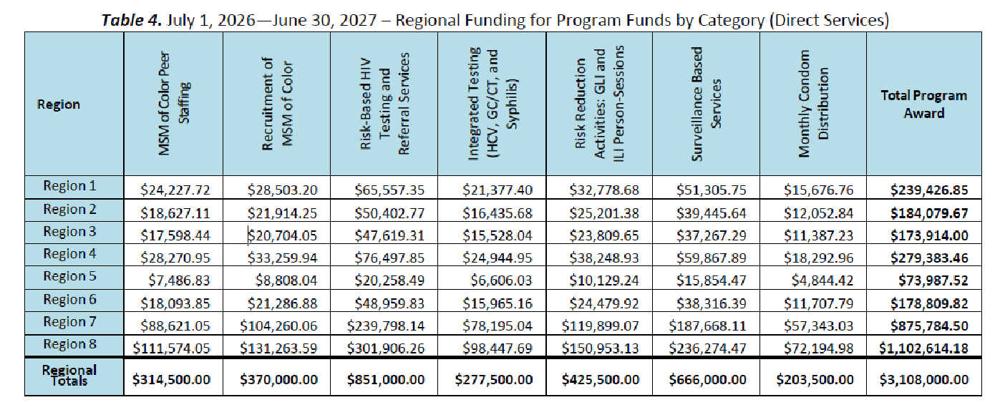 Table 4. July 1, 2026—June 30, 2027 – Regional Funding for Program Funds by Category (Direct Services)
Region
MSM of Color Peer
Staffing
Recruitment of
MSM of Color
Risk-Based HIV
Testing and
Referral Services
Integrated Testing
(HCV, GC/CT, and
Syphilis)
Risk Reduction
Activities: GLI and
ILI Person-Sessions
Surveillance Based
Services
Monthly Condom
Distribution
Total Program
Award
Region 1 $24,227.72 $28,503.20 $65,557.35 $21,377.40 $32,778.68 $51,305.75 $15,676.76 $239,426.85
Region 2 $18,627.11 $21,914.25 $50,402.77 $16,435.68 $25,201.38 $39,445.64 $12,052.84 $184,079.67
Region 3 $17,598.44 $20,704.05 $47,619.31 $15,528.04 $23,809.65 $37,267.29 $11,387.23 $173,914.00
Region 4 $28,270.95 $33,259.94 $76,497.85 $24,944.95 $38,248.93 $59,867.89 $18,292.96 $279,383.46
Region 5 $7,486.83 $8,808.04 $20,258.49 $6,606.03 $10,129.24 $15,854.47 $4,844.42 $73,987.52
Region 6 $18,093.85 $21,286.88 $48,959.83 $15,965.16 $24,479.92 $38,316.39 $11,707.79 $178,809.82
Region 7 $88,621.05 $104,260.06 $239,798.14 $78,195.04 $119,899.07 $187,668.11 $57,343.03 $875,784.50
Region 8 $111,574.05 $131,263.59 $301,906.26 $98,447.69 $150,953.13 $236,274.47 $72,194.98 $1,102,614.18
Regional
Totals $314,500.00 $370,000.00 $851,000.00 $277,500.00 $425,500.00 $666,000.00 $203,500.00 $3,108,000.00